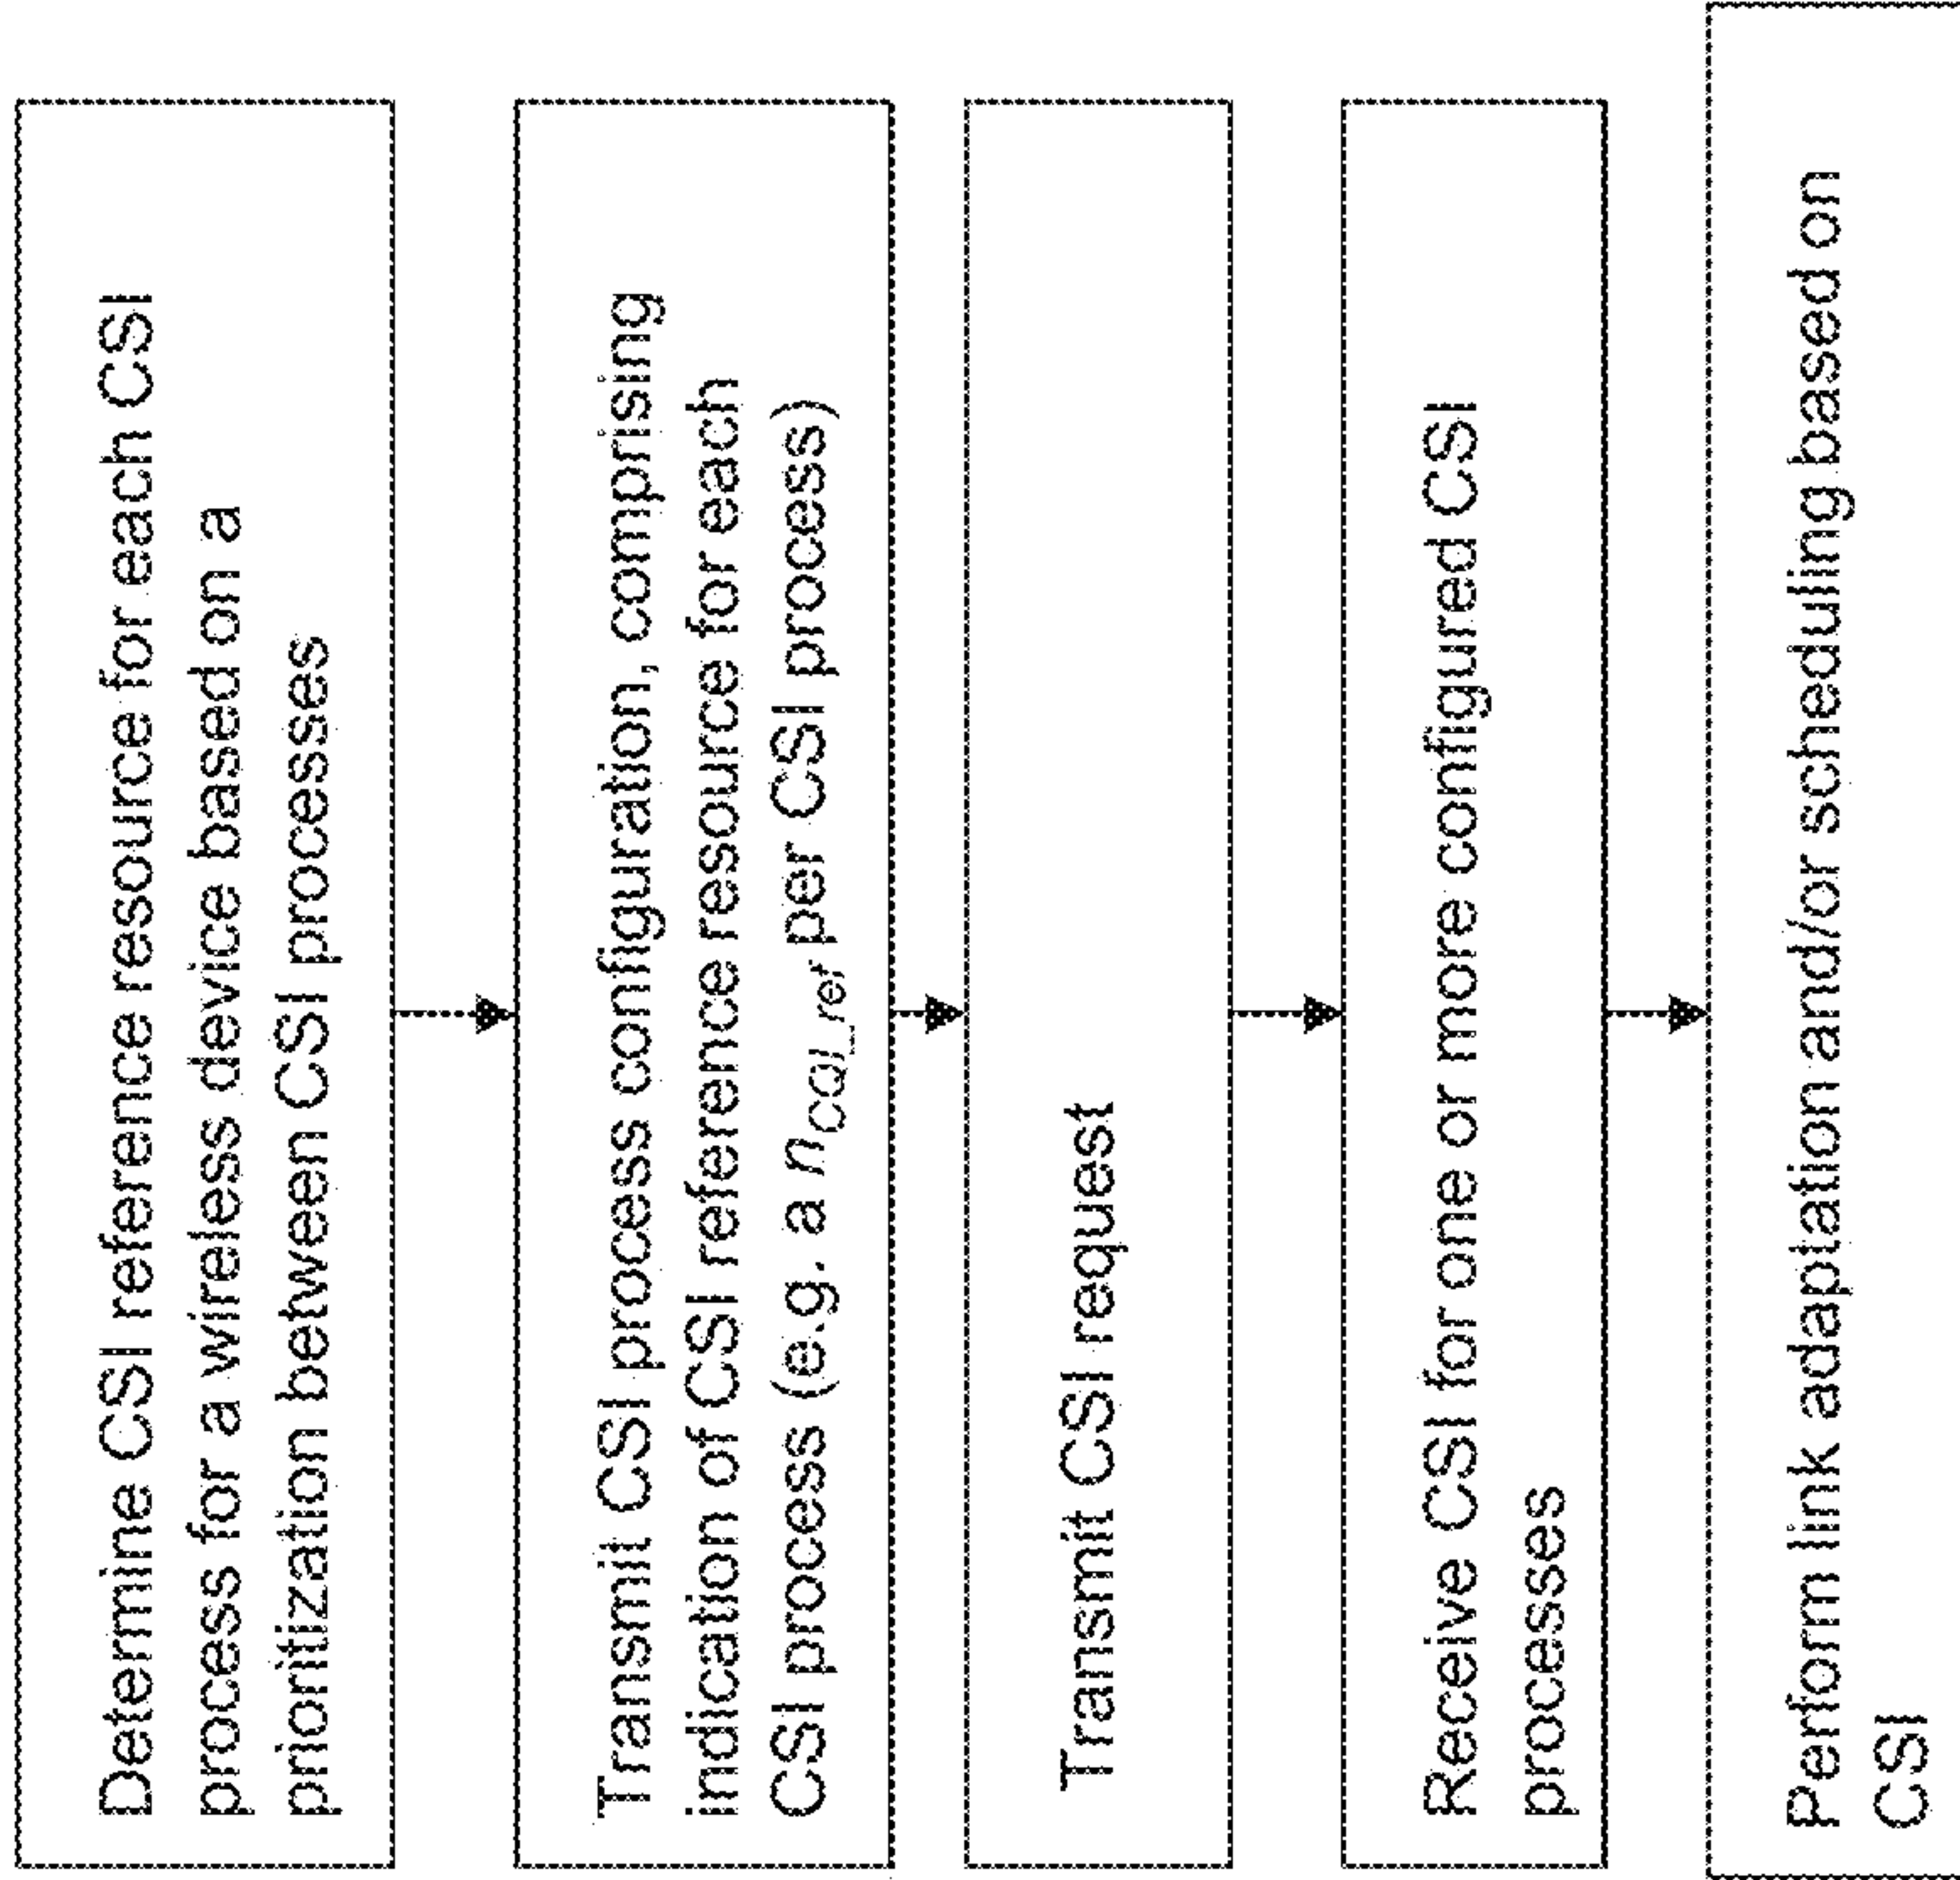 Determine CSI reference resource for each CSI
process for a wireless device based on a
prioritization between CSI processes
Transmit CSI process configuration, comprising
indication of CSI reference resource for each
CSI process (e.g. a n_CQI_ref per CSI process)
Transmit CSI request
Receive CSI for one or more configured CSI
processes
Perform link adaptation and/or scheduling based on
CSI